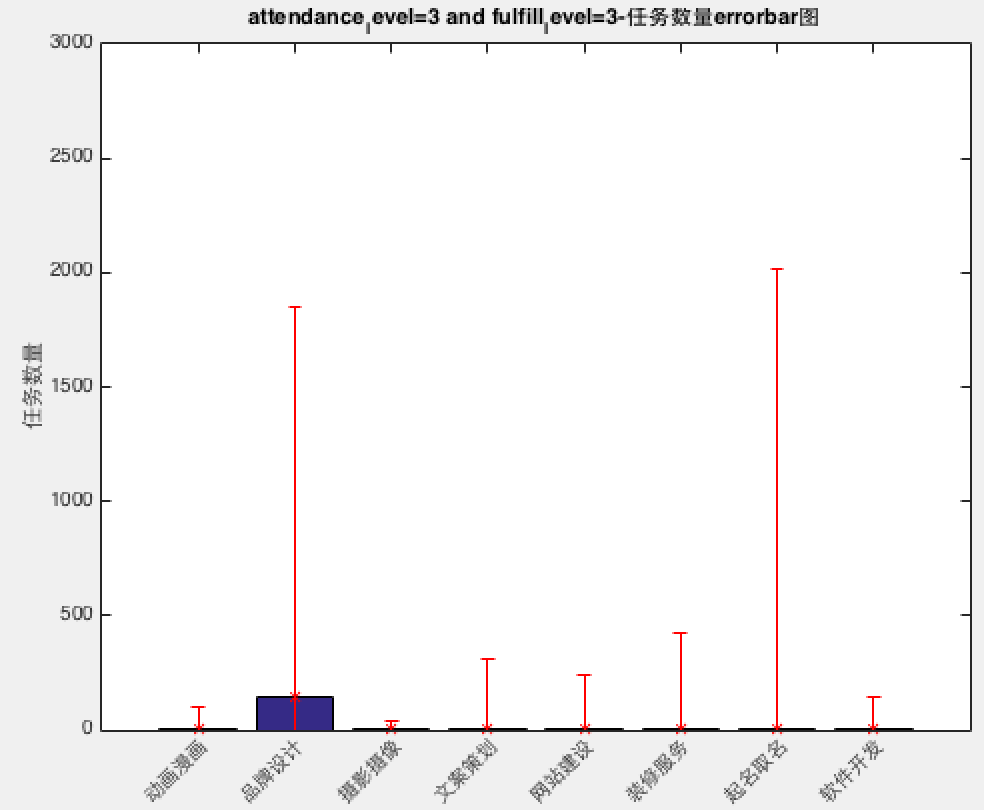 attendance_level=3 and fulfill_level=3-任务数量errorbar图
3000
2500
2000
1500
1000
500
0
任务数量
动画漫画
品牌设计
摄影摄像
文案策划
网站建设
装修服务
起名取名
软件开发